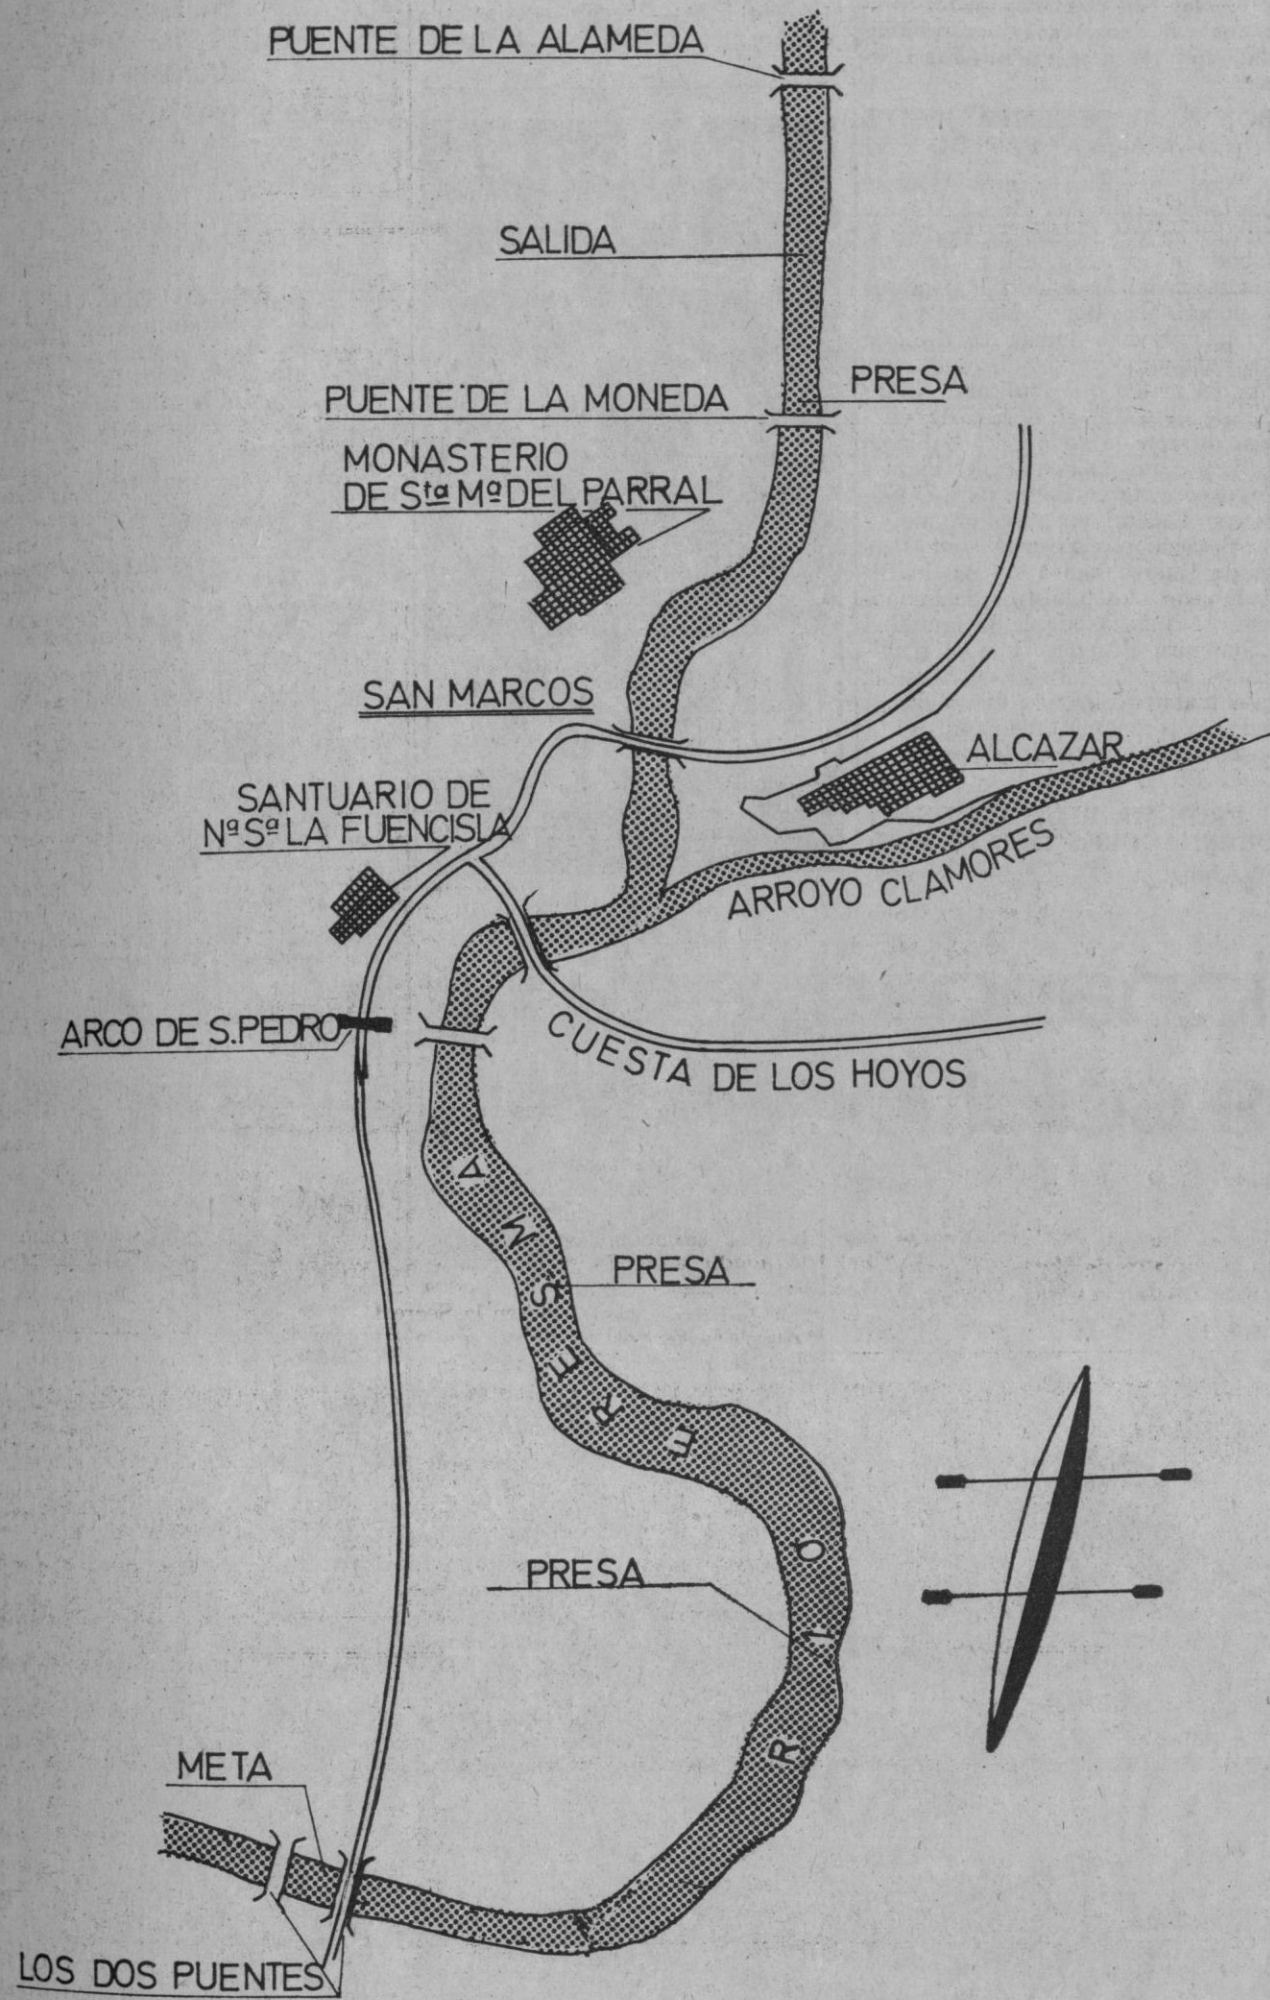 PUENTE DE LA ALAMEDA
SALIDA
PRESA
PUENTE DE LA MONEDA
MONASTERIO
DE Sta Mª DEL PARRAL
SAN MARCOS
ALCAZAR
SANTUARIO DE
Nª Sª LA FUENCISLA
ARROYO CLAMORES
ARCO DE S. PEDRO
CUESTA DE LOS HOYOS
RIO ERESMA
PRESA
PRESA
META
LOS DOS PUENTES